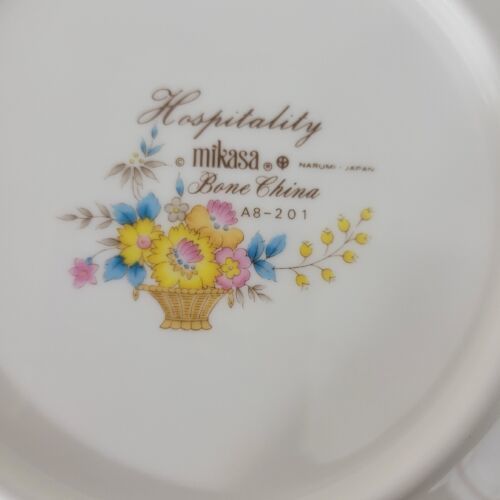 Hospitality
© mikasa ® NARUMI - JAPAN
Bone China
A8-201